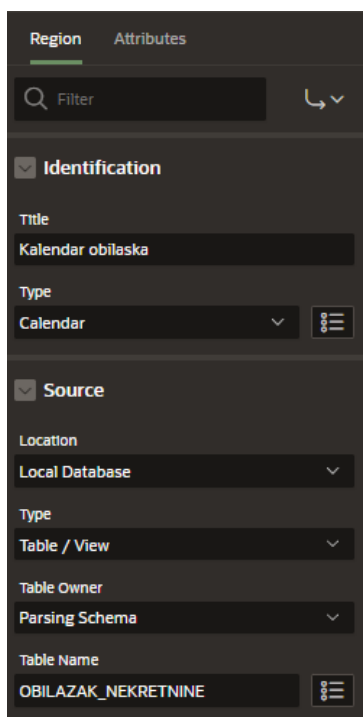 Region Attributes
Filter
Identification
Title
Kalendar obilaska
Type
Calendar
Source
Location
Local Database
Type
Table / View
Table Owner
Parsing Schema
Table Name
OBILAZAK_NEKRETNINE